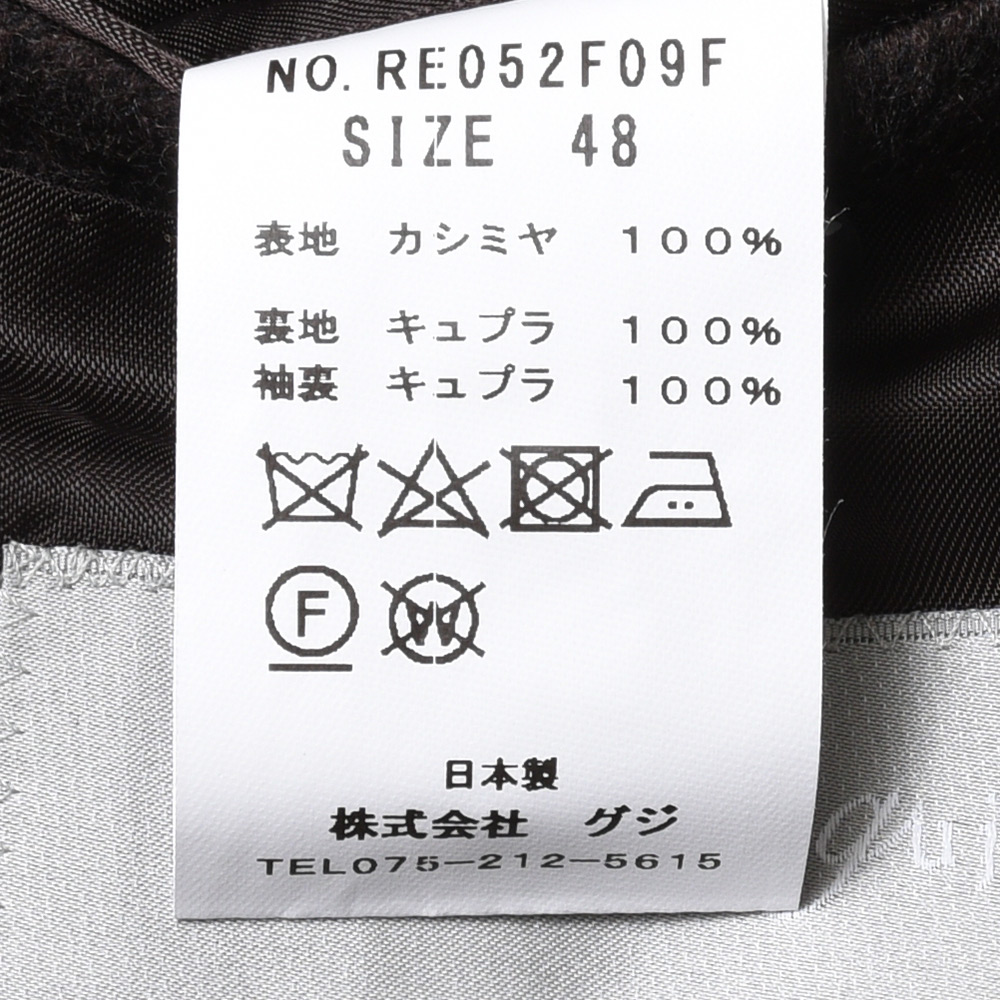 NO. RE052F09F
SIZE 48
表地 カシミヤ 100%
裏地 キュプラ 100%
袖裏 キュプラ 100%
F
W
日本製
株式会社 グジ
TEL075-212-5615